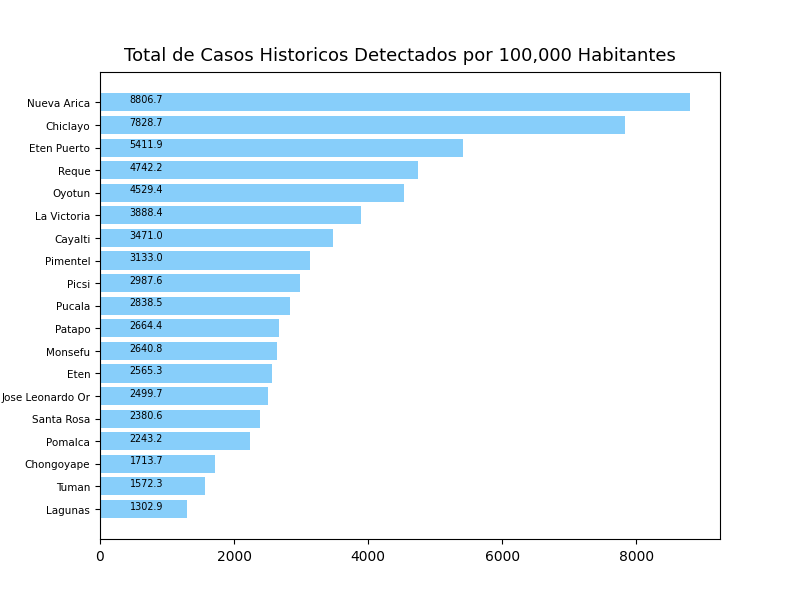 Total de Casos Historicos Detectados por 100,000 Habitantes
Nueva Arica 8806.7
Chiclayo 7828.7
Eten Puerto 5411.9
Reque 4742.2
Oyotun 4529.4
La Victoria 3888.4
Cayalti 3471.0
Pimentel 3133.0
Picsi 2987.6
Pucala 2838.5
Patapo 2664.4
Monsefu 2640.8
Eten 2565.3
Jose Leonardo Or 2499.7
Santa Rosa 2380.6
Pomalca 2243.2
Chongoyape 1713.7
Tuman 1572.3
Lagunas 1302.9
0 2000 4000 6000 8000